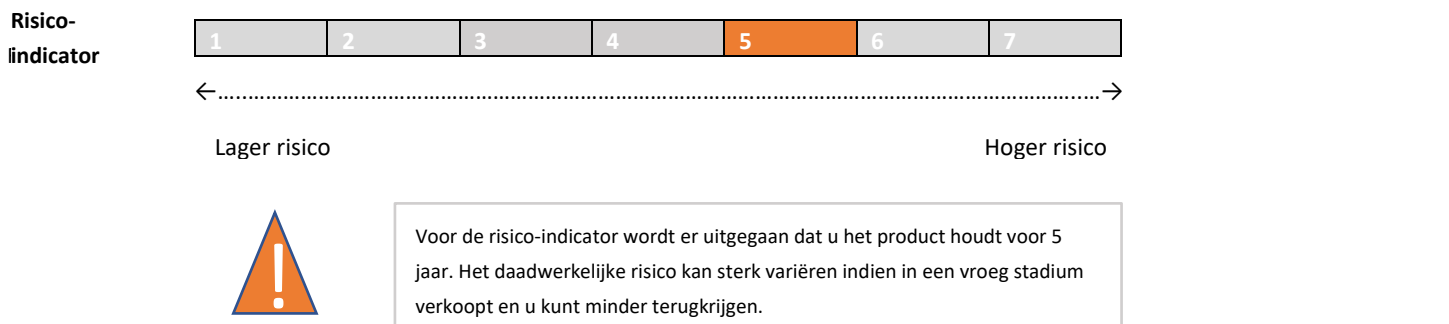 Risico-
indicator
1 2 3 4 5 6 7
←…………………………………………………………………………………………………………………………→
Lager risico Hoger risico
!
Voor de risico-indicator wordt er uitgegaan dat u het product houdt voor 5
jaar. Het daadwerkelijke risico kan sterk variëren indien in een vroeg stadium
verkoopt en u kunt minder terugkrijgen.